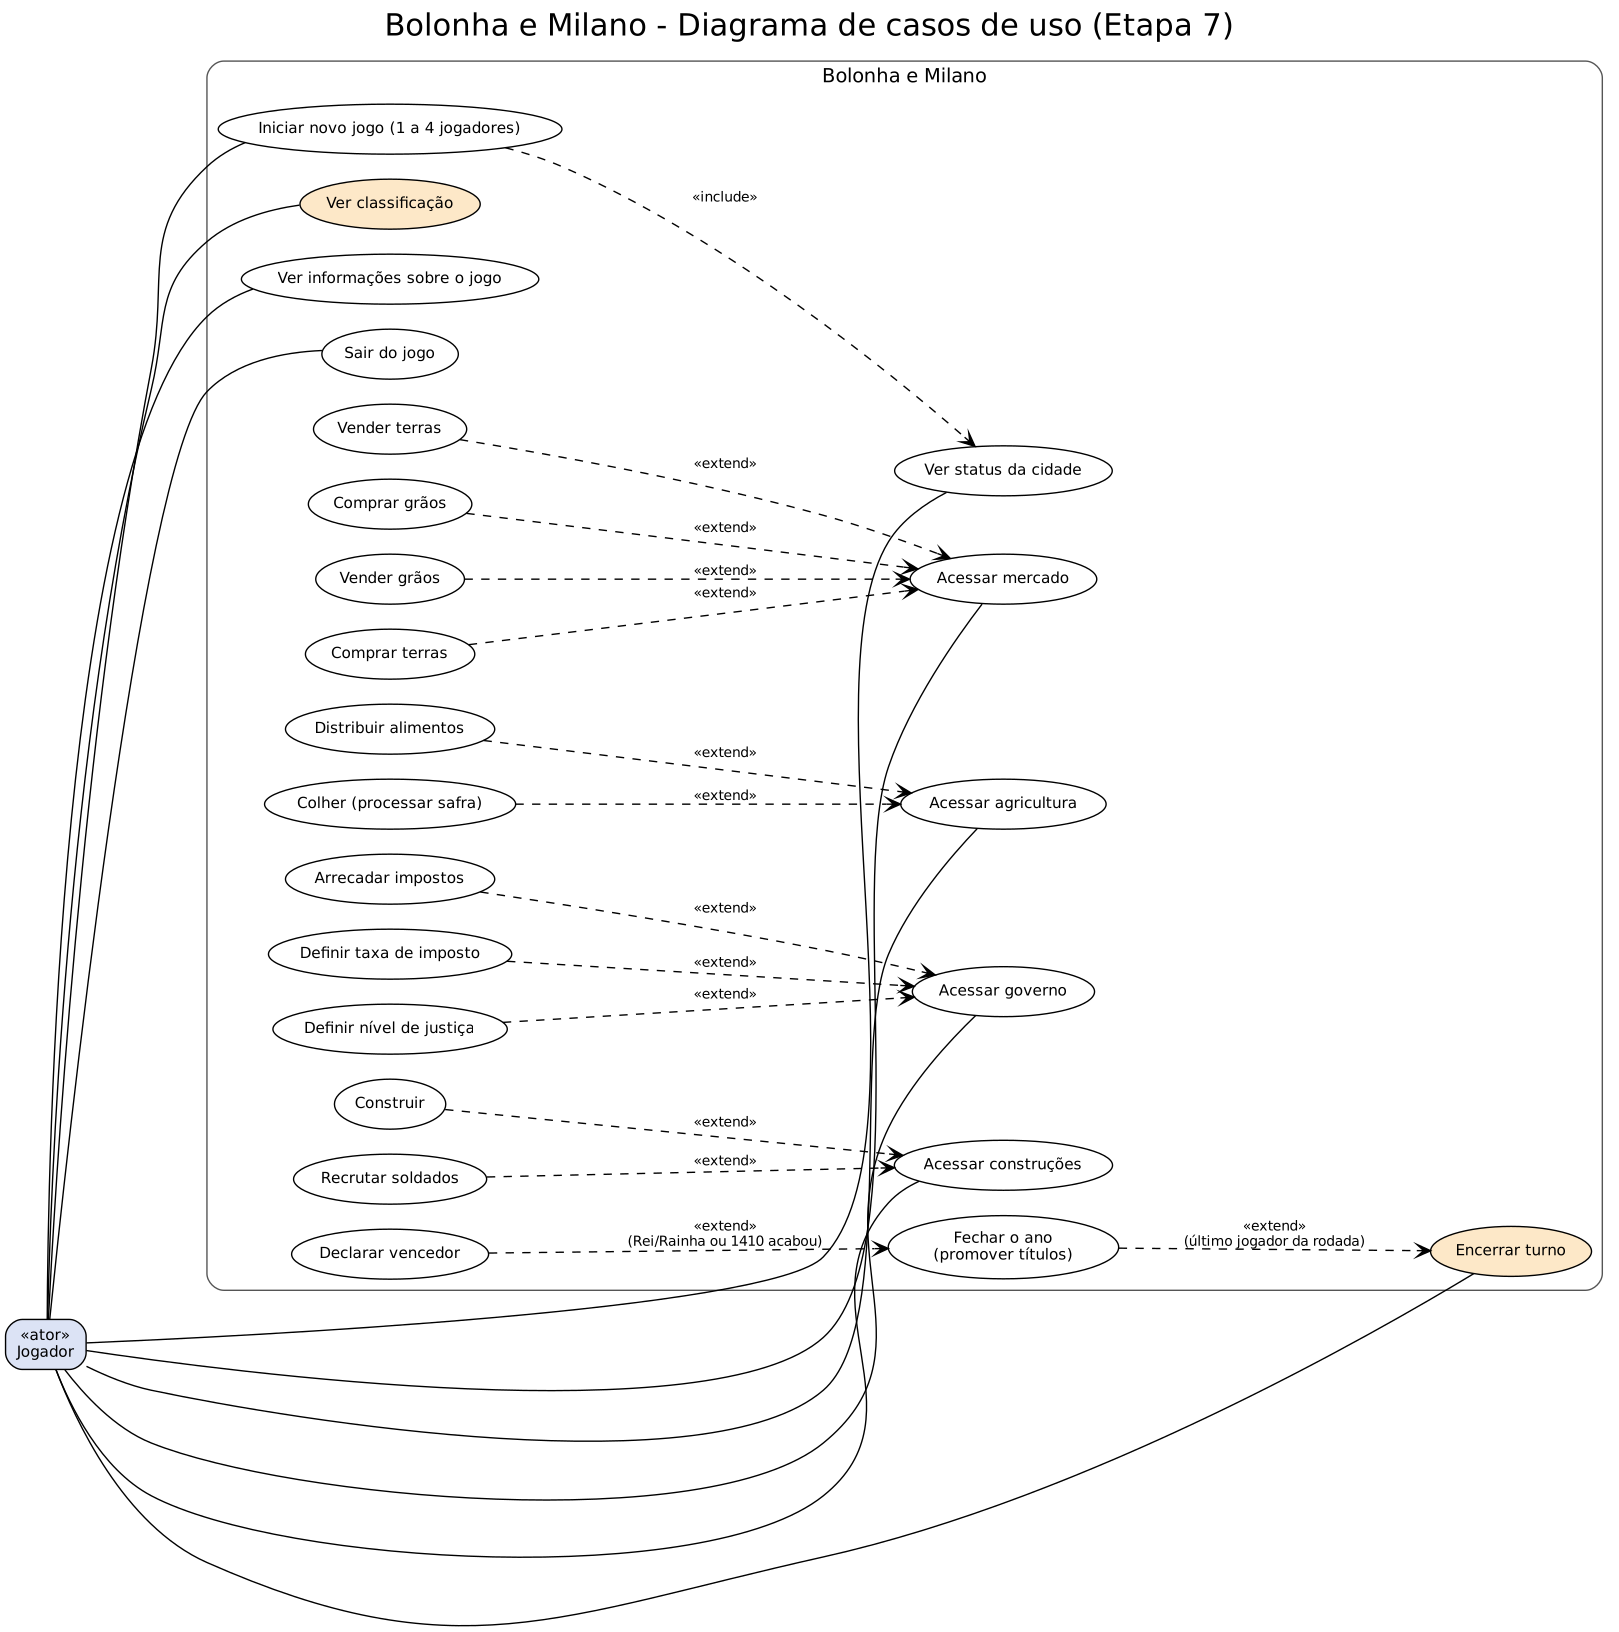 Bolonha e Milano - Diagrama de casos de uso (Etapa 7)
Bolonha e Milano
Iniciar novo jogo (1 a 4 jogadores)
Ver classificação
«include»
Ver informações sobre o jogo
Sair do jogo
Vender terras
«extend»
Ver status da cidade
Comprar grãos
«extend»
Vender grãos
«extend»
Acessar mercado
«extend»
Comprar terras
Distribuir alimentos
«extend»
Colher (processar safra)
«extend»
Acessar agricultura
Arrecadar impostos
«extend»
Definir taxa de imposto
«extend»
Acessar governo
«extend»
Definir nível de justiça
Construir
«extend»
Recrutar soldados
«extend»
Acessar construções
Declarar vencedor
«extend»
(Rei/Rainha ou 1410 acabou)
Fechar o ano
(promover títulos)
«extend»
(último jogador da rodada)
Encerrar turno
«ator»
Jogador